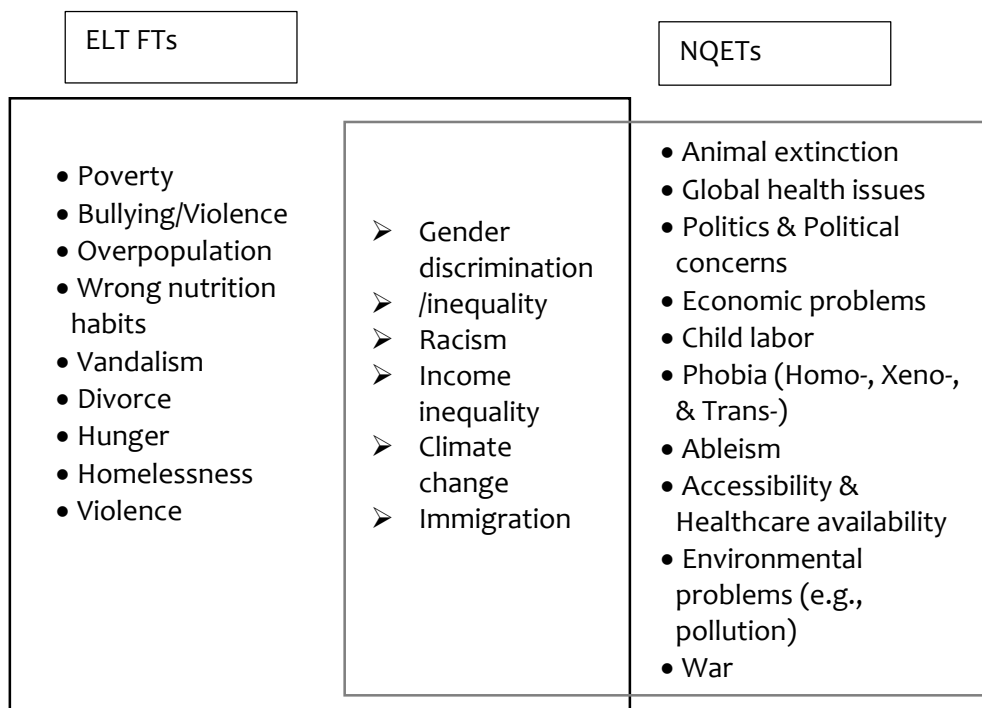 ELT FTs
NQETs
• Poverty
• Bullying/Violence
• Overpopulation
• Wrong nutrition
habits
• Vandalism
• Divorce
• Hunger
• Homelessness
• Violence
➢ Gender
discrimination
➢ /inequality
➢ Racism
➢ Income
inequality
➢ Climate
change
➢ Immigration
• Animal extinction
• Global health issues
• Politics & Political
concerns
• Economic problems
• Child labor
• Phobia (Homo-, Xeno-,
& Trans-)
• Ableism
• Accessibility &
Healthcare availability
• Environmental
problems (e.g.,
pollution)
• War